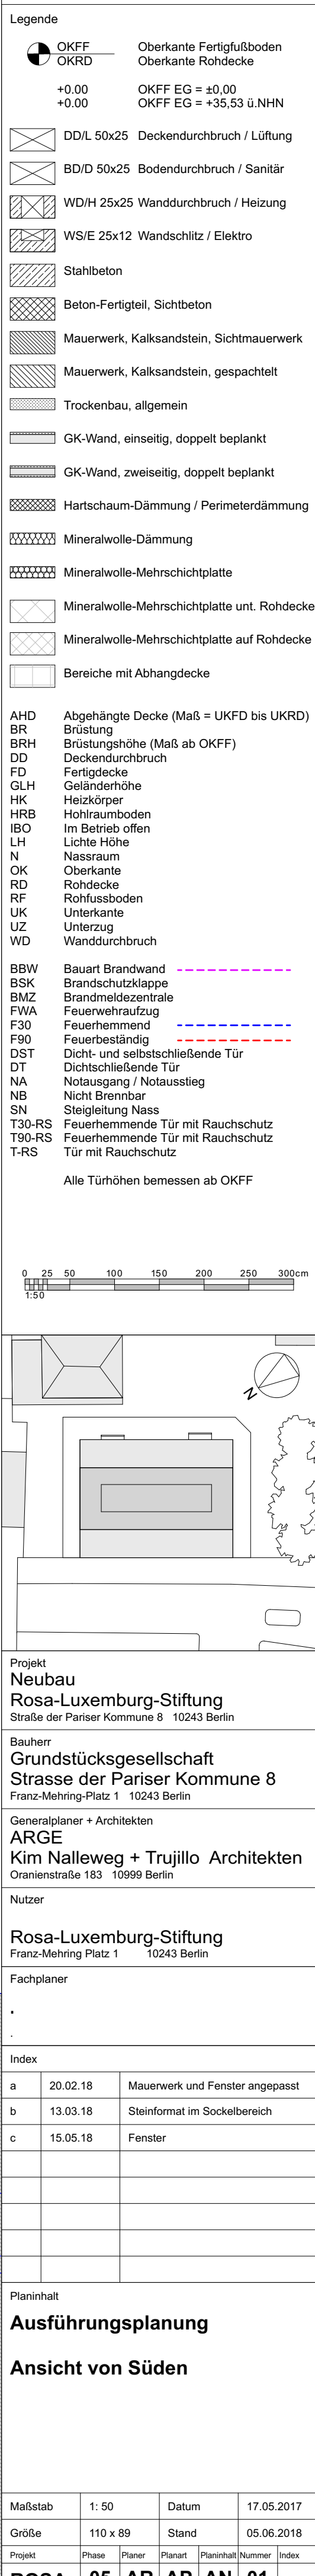 Legende
OKFF Oberkante Fertigfußboden
OKRD Oberkante Rohdecke
+0.00 OKFF EG = ±0,00
+0.00 OKFF EG = +35,53 ü.NHN
DD/L 50x25 Deckendurchbruch / Lüftung
BD/D 50x25 Bodendurchbruch / Sanitär
WD/H 25x25 Wanddurchbruch / Heizung
WS/E 25x12 Wandschlitz / Elektro
Stahlbeton
Beton-Fertigteil, Sichtbeton
Mauerwerk, Kalksandstein, Sichtmauerwerk
Mauerwerk, Kalksandstein, gespachtelt
Trockenbau, allgemein
GK-Wand, einseitig, doppelt beplankt
GK-Wand, zweiseitig, doppelt beplankt
Hartschaum-Dämmung / Perimeterdämmung
Mineralwolle-Dämmung
Mineralwolle-Mehrschichtplatte
Mineralwolle-Mehrschichtplatte unt. Rohdecke
Mineralwolle-Mehrschichtplatte auf Rohdecke
Bereiche mit Abhangdecke
AHD Abgehängte Decke (Maß = UKFD bis UKRD)
BR Brüstung
BRH Brüstungshöhe (Maß ab OKFF)
DD Deckendurchbruch
FD Fertigdecke
GLH Geländerhöhe
HK Heizkörper
HRB Hohlraumboden
IBO Im Betrieb offen
LH Lichte Höhe
N Nassraum
OK Oberkante
RD Rohdecke
RF Rohfussboden
UK Unterkante
UZ Unterzug
WD Wanddurchbruch
BBW Bauart Brandwand
BSK Brandschutzklappe
BMZ Brandmeldezentrale
FWA Feuerwehraufzug
F30 Feuerhemmend
F90 Feuerbeständig
DST Dicht- und selbstschließende Tür
DT Dichtschließende Tür
NA Notausgang / Notausstieg
NB Nicht Brennbar
SN Steigleitung Nass
T30-RS Feuerhemmende Tür mit Rauchschutz
T90-RS Feuerhemmende Tür mit Rauchschutz
T-RS Tür mit Rauchschutz
Alle Türhöhen bemessen ab OKFF
0 25 50 100 150 200 250 300cm
1:50
N
Projekt
Neubau
Rosa-Luxemburg-Stiftung
Straße der Pariser Kommune 8 10243 Berlin
Bauherr
Grundstücksgesellschaft
Strasse der Pariser Kommune 8
Franz-Mehring-Platz 1 10243 Berlin
Generalplaner + Architekten
ARGE
Kim Nalleweg + Trujillo Architekten
Oranienstraße 183 10999 Berlin
Nutzer
Rosa-Luxemburg-Stiftung
Franz-Mehring Platz 1 10243 Berlin
Fachplaner
.
.
Index
a 20.02.18 Mauerwerk und Fenster angepasst
b 13.03.18 Steinformat im Sockelbereich
c 15.05.18 Fenster
Planinhalt
Ausführungsplanung
Ansicht von Süden
Maßstab 1: 50 Datum 17.05.2017
Größe 110 x 89 Stand 05.06.2018
Projekt Phase Planer Planart Planinhalt Nummer Index